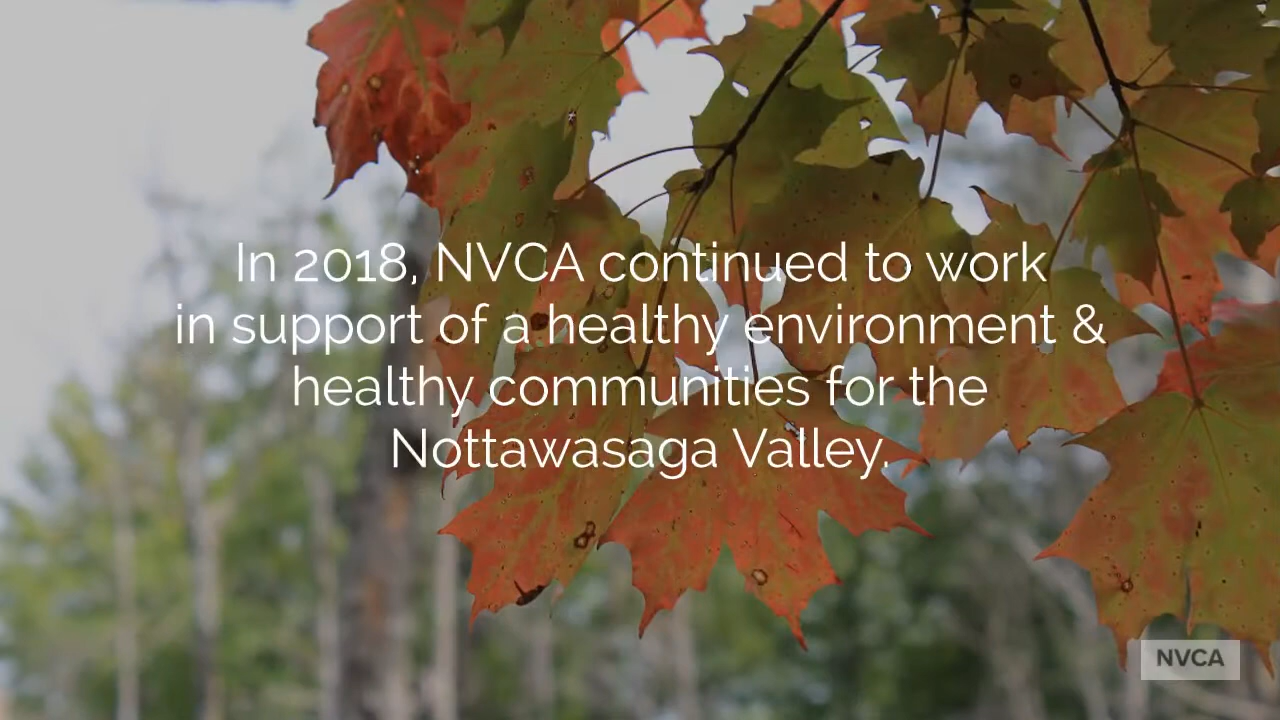 In 2018, NVCA continued to work
in support of a healthy environment &
healthy communities for the
Nottawasaga Valley.
NVCA